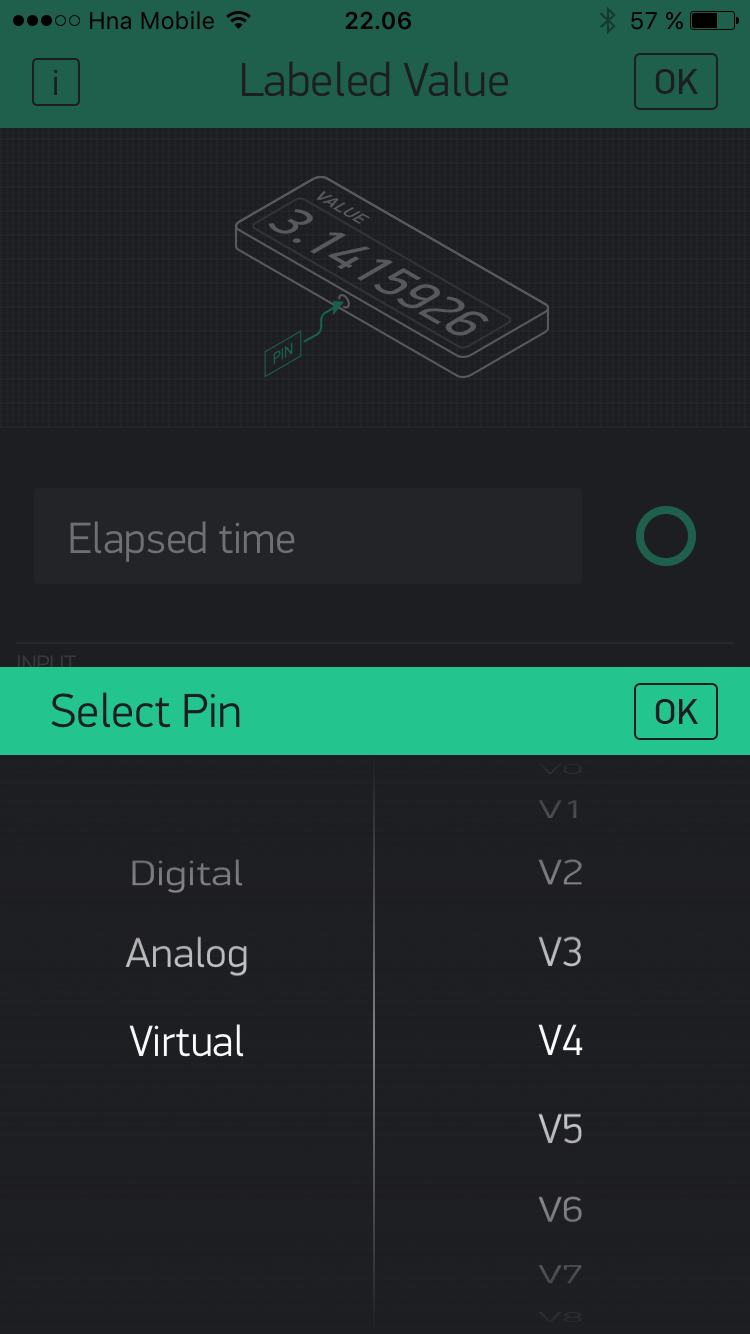 Hna Mobile 22.06 57 %
i Labeled Value OK
VALUE
3.1415926
PIN
Elapsed time
INPUT
Select Pin OK
V0
V1
Digital V2
Analog V3
Virtual V4
V5
V6
V7
V8